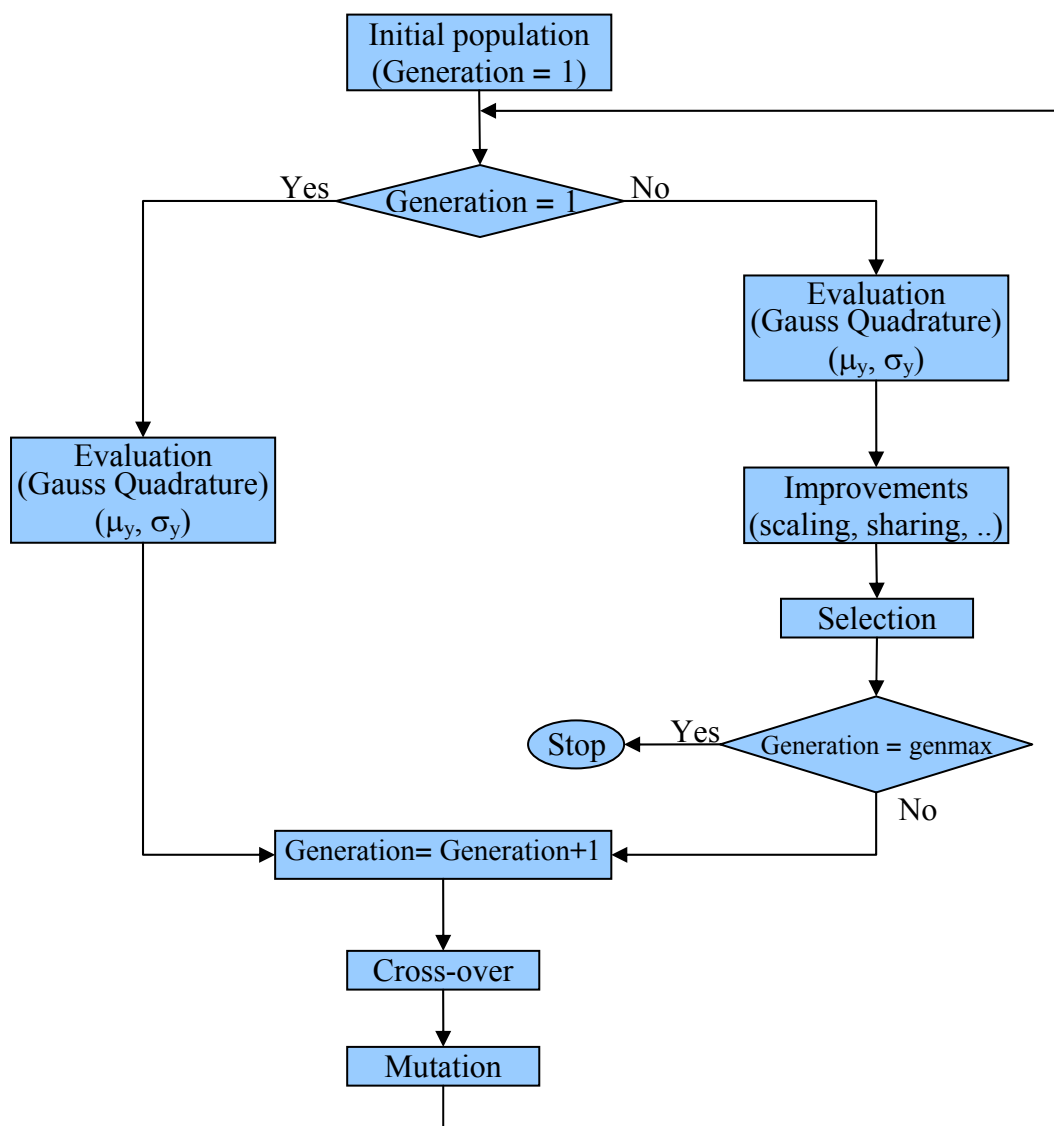 Initial population
(Generation = 1)
Yes
No
Generation = 1
Evaluation
(Gauss Quadrature)
(μy, σy)
Evaluation
(Gauss Quadrature)
(μy, σy)
Improvements
(scaling, sharing, ..)
Selection
Stop
Yes
Generation = genmax
No
Generation= Generation+1
Cross-over
Mutation